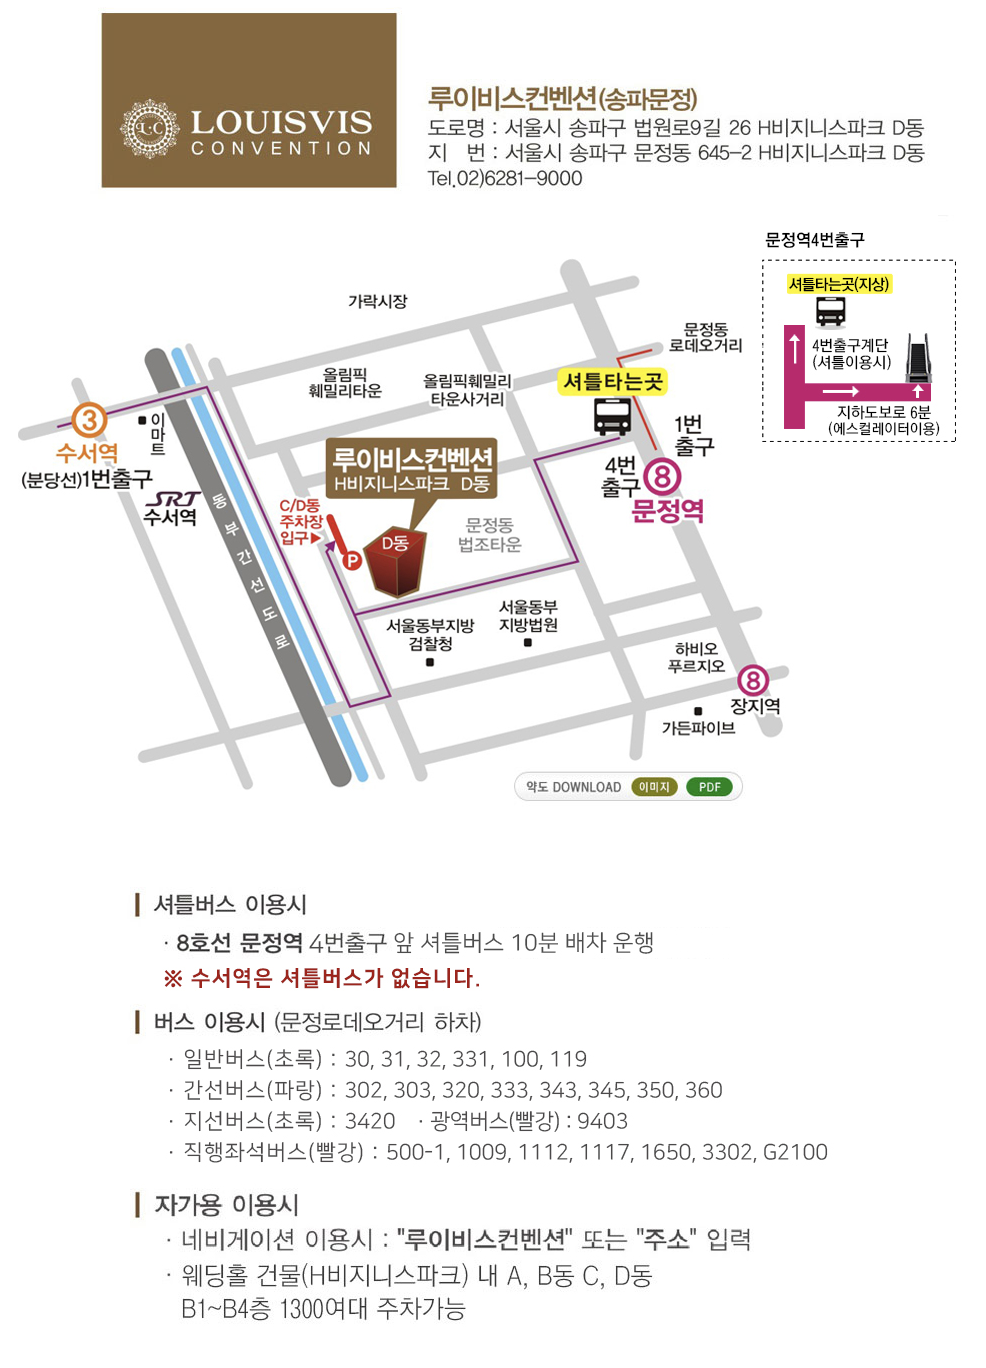 L·C
LOUISVIS
CONVENTION
루이비스컨벤션(송파문정)
도로명 : 서울시 송파구 법원로9길 26 H비지니스파크 D동
지 번 : 서울시 송파구 문정동 645-2 H비지니스파크 D동
Tel.02)6281-9000
문정역4번출구
셔틀타는곳(지상)
4번출구계단
(셔틀이용시)
지하도보로 6분
(에스컬레이터이용)
가락시장
문정동
로데오거리
올림픽
훼밀리타운
올림픽훼밀리
타운사거리
셔틀타는곳
1번
출구
4번
출구
8
문정역
3
수서역
(분당선)1번출구
이마트
SRT
수서역
동부간선도로
루이비스컨벤션
H비지니스파크 D동
C/D동
주차장
입구▶
P
D동
문정동
법조타운
서울동부지방
검찰청
서울동부
지방법원
하비오
푸르지오
8
장지역
가든파이브
약도 DOWNLOAD 이미지 PDF
셔틀버스 이용시
· 8호선 문정역 4번출구 앞 셔틀버스 10분 배차 운행
※ 수서역은 셔틀버스가 없습니다.
버스 이용시 (문정로데오거리 하차)
· 일반버스(초록) : 30, 31, 32, 331, 100, 119
· 간선버스(파랑) : 302, 303, 320, 333, 343, 345, 350, 360
· 지선버스(초록) : 3420 · 광역버스(빨강) : 9403
· 직행좌석버스(빨강) : 500-1, 1009, 1112, 1117, 1650, 3302, G2100
자가용 이용시
· 네비게이션 이용시 : "루이비스컨벤션" 또는 "주소" 입력
· 웨딩홀 건물(H비지니스파크) 내 A, B동 C, D동
B1~B4층 1300여대 주차가능